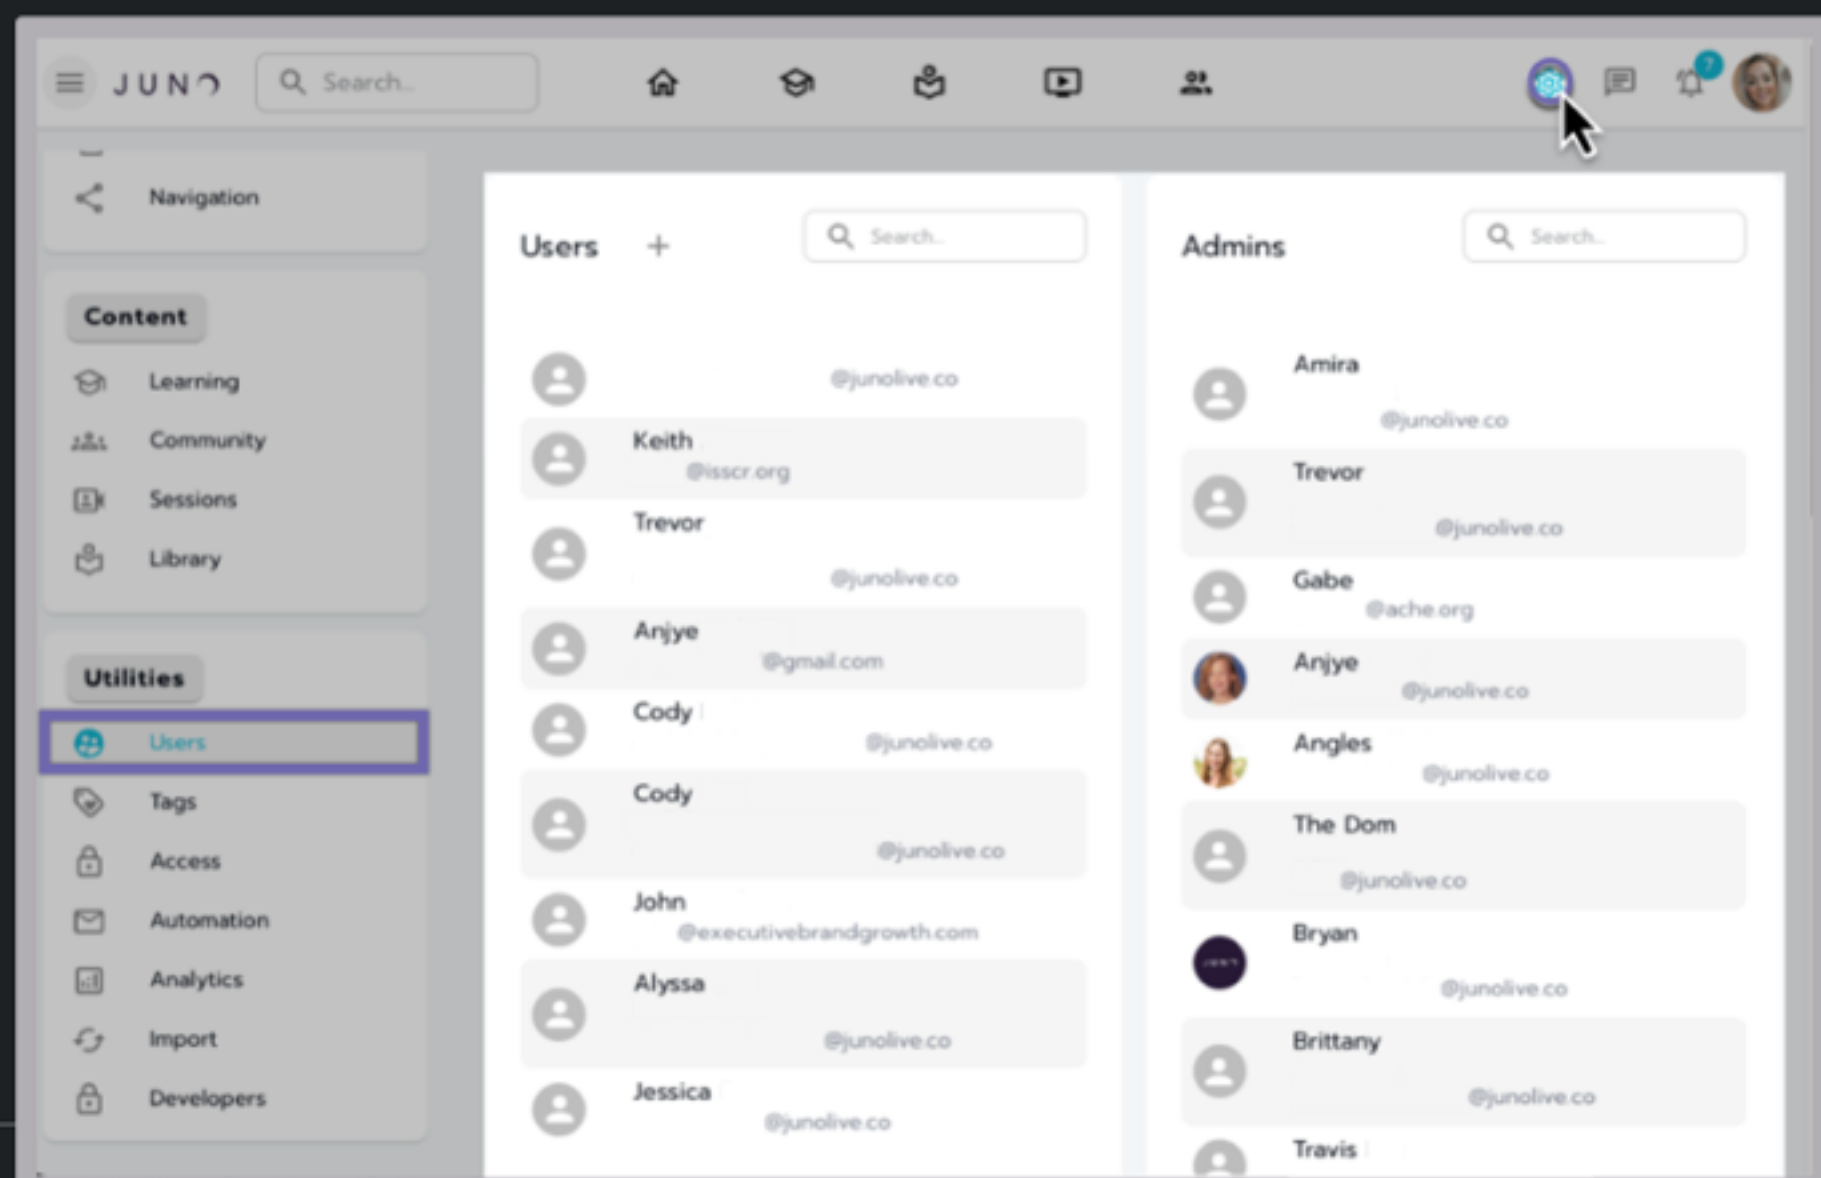 JUNO
Search...
7
Navigation
Content
Learning
Community
Sessions
Library
Utilities
Users
Tags
Access
Automation
Analytics
Import
Developers
Users +
Search...
@junolive.co
Keith
@isscr.org
Trevor
@junolive.co
Anjye
@gmail.com
Cody
@junolive.co
Cody
@junolive.co
John
@executivebrandgrowth.com
Alyssa
@junolive.co
Jessica
@junolive.co
Admins
Search...
Amira
@junolive.co
Trevor
@junolive.co
Gabe
@ache.org
Anjye
@junolive.co
Angles
@junolive.co
The Dom
@junolive.co
Bryan
JUNO
@junolive.co
Brittany
@junolive.co
Travis